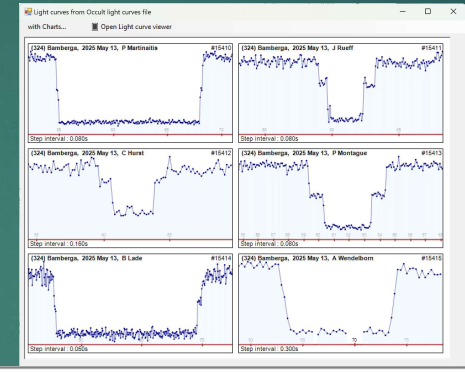 Light curves from Occult light curves file
with Charts... Open Light curve viewer
(324) Bamberga, 2025 May 13, P Martinaitis #15410
Step interval : 0.080s
(324) Bamberga, 2025 May 13, J Rueff #15411
Step interval : 0.080s
(324) Bamberga, 2025 May 13, C Hurst #15412
Step interval : 0.160s
(324) Bamberga, 2025 May 13, P Montague #15413
Step interval : 0.080s
(324) Bamberga, 2025 May 13, B Lade #15414
Step interval : 0.050s
(324) Bamberga, 2025 May 13, A Wendelborn #15415
70
Step interval : 0.300s